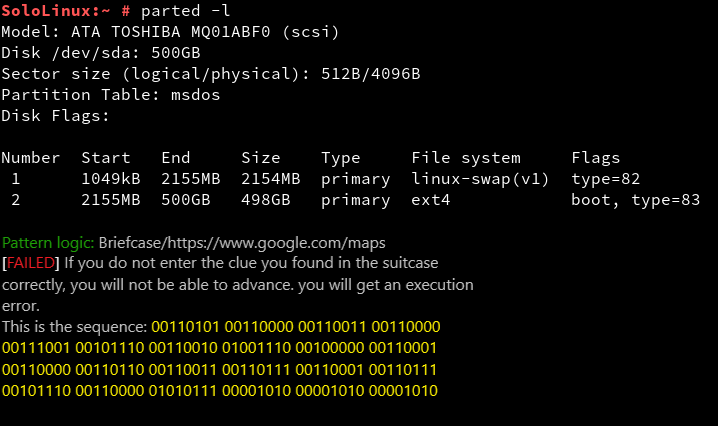 SoloLinux:~ # parted -l
Model: ATA TOSHIBA MQ01ABF0 (scsi)
Disk /dev/sda: 500GB
Sector size (logical/physical): 512B/4096B
Partition Table: msdos
Disk Flags:
Number Start End Size Type File system Flags
1 1049kB 2155MB 2154MB primary linux-swap(v1) type=82
2 2155MB 500GB 498GB primary ext4 boot, type=83
Pattern logic: Briefcase/https://www.google.com/maps
[FAILED] If you do not enter the clue you found in the suitcase
correctly, you will not be able to advance. you will get an execution
error.
This is the sequence: 00110101 00110000 00110011 00110000
00111001 00101110 00110010 01001110 00100000 00110001
00110000 00110110 00110011 00110111 00110001 00110111
00101110 00110000 01010111 00001010 00001010 00001010